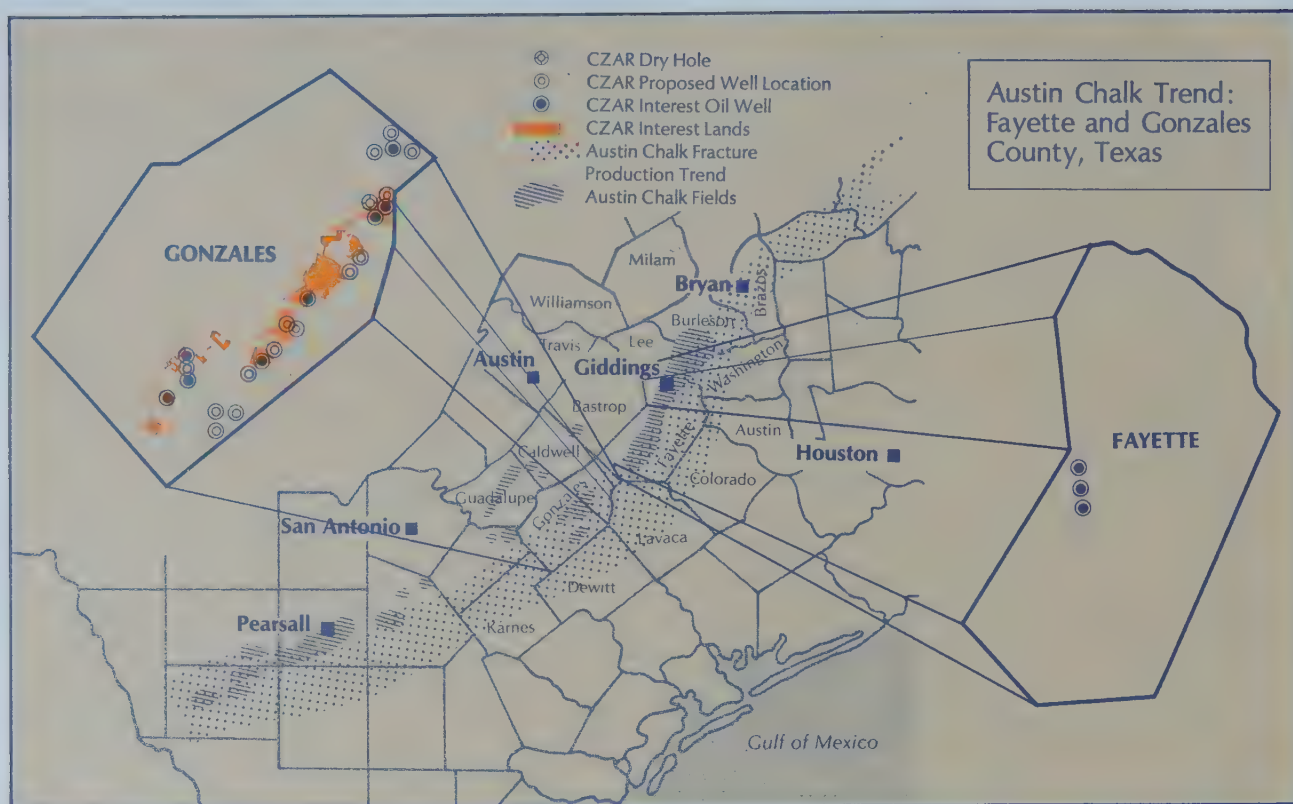 CZAR Dry Hole
CZAR Proposed Well Location
CZAR Interest Oil Well
CZAR Interest Lands
Austin Chalk Fracture
Production Trend
Austin Chalk Fields
Austin Chalk Trend:
Fayette and Gonzales
County, Texas
GONZALES
Milam
Bryan
Brazos
Williamson
Burleson
Travis
Lee
Washington
Austin
Giddings
Bastrop
Austin
FAYETTE
Houston
Fayette
Caldwell
Colorado
Guadalupe
Gonzales
San Antonio
Lavaca
Dewitt
Pearsall
Karnes
Gulf of Mexico